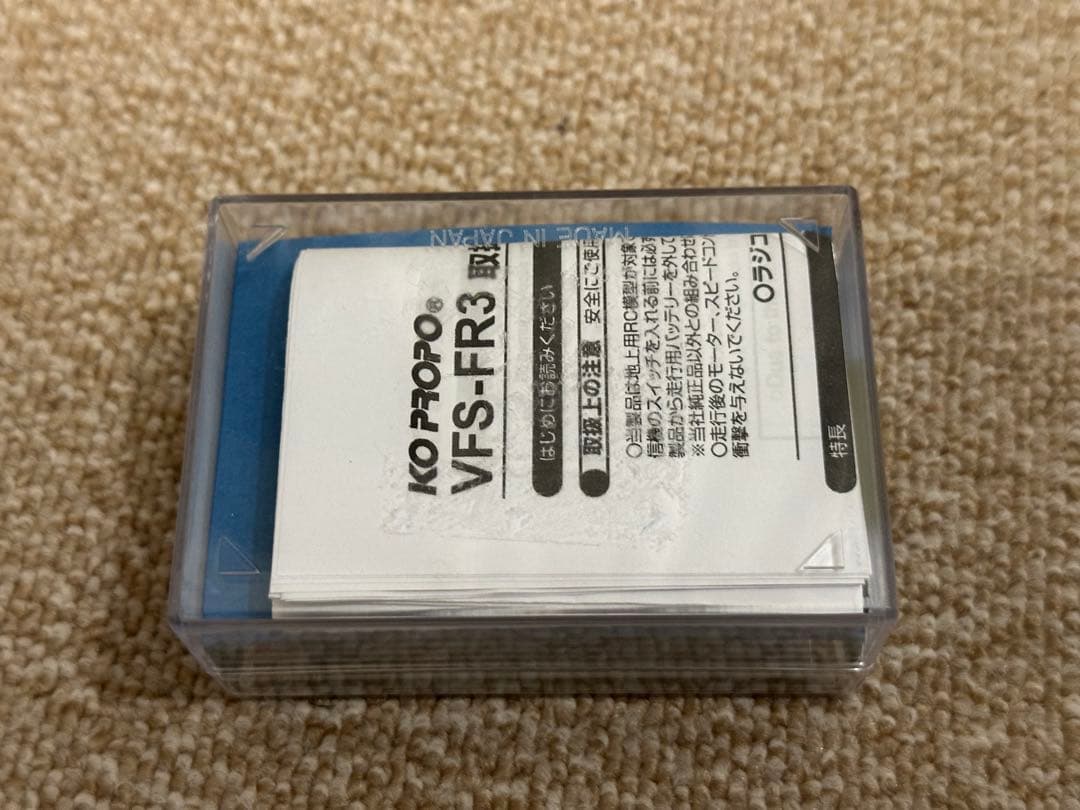 MADE IN JAPAN
KO PROPO®
VFS-FR3 取扱
はじめにお読みください
取扱上の注意 安全にご使用
○当製品は地上用RC模型が対象
信機のスイッチを入れる前には必ず
製品から走行用バッテリーを外して
※当社純正品以外との組み合わせ
○走行後のモーター、スピードコン
衝撃を与えないでください。
○ラジコ
特長